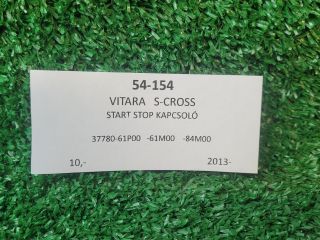 54-154
VITARA S-CROSS
START STOP KAPCSOLÓ
37780-61P00 -61M00 -84M00
10,- 2013-